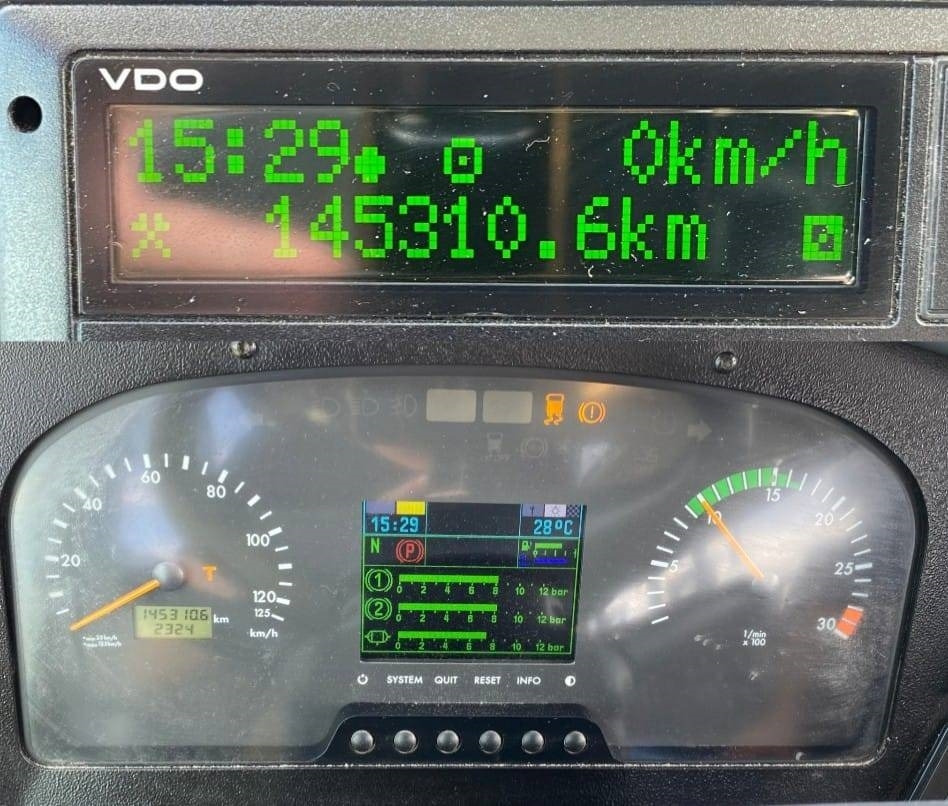 VDO
15:29 0km/h
145310.6km
20
40
60
80
100
120
125
km/h
T
145310.6 km
2324
15:29 28°C
N P
1
0 2 4 6 8 10 12 bar
2
0 2 4 6 8 10 12 bar
0 2 4 6 8 10 12 bar
SYSTEM QUIT RESET INFO
5
10
15
20
25
30
1/min
x 100